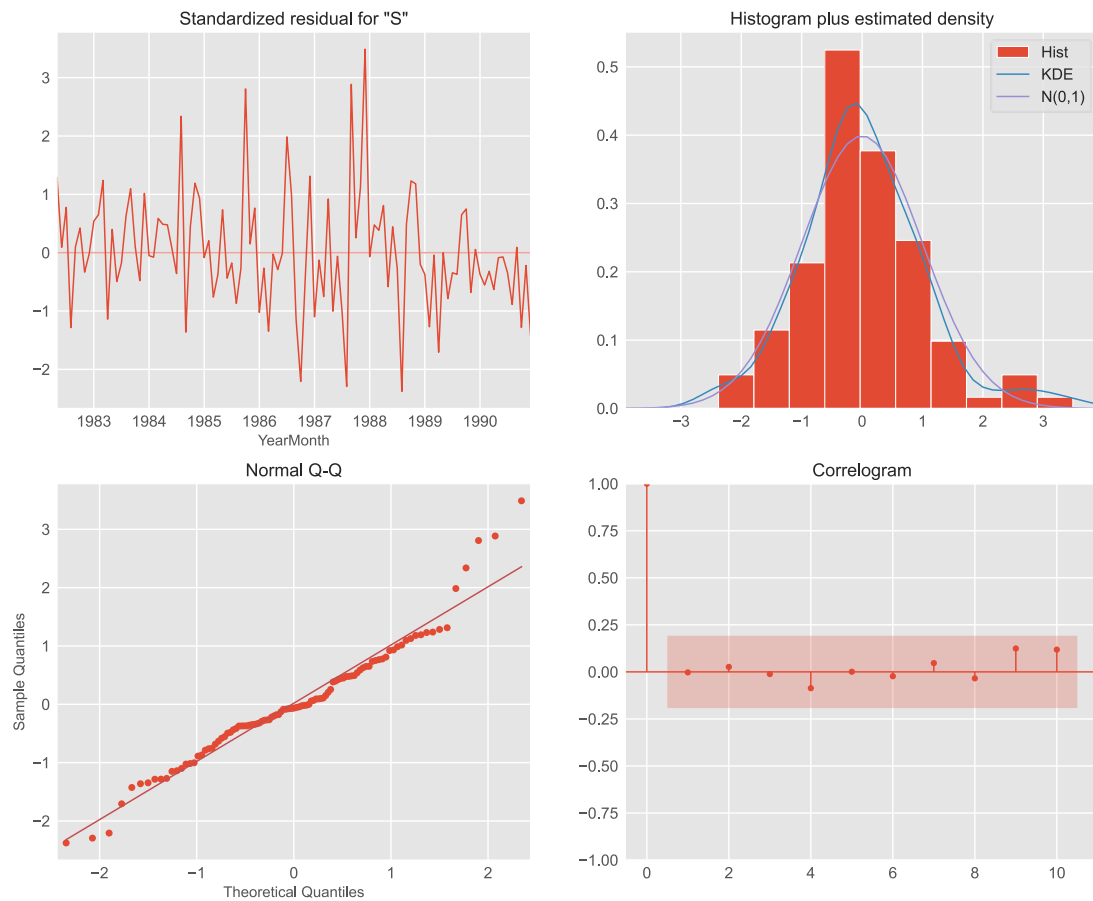 Standardized residual for "S"
3
2
1
0
−1
−2
1983 1984 1985 1986 1987 1988 1989 1990
YearMonth
Histogram plus estimated density
Hist
KDE
N(0,1)
0.5
0.4
0.3
0.2
0.1
0.0
−3 −2 −1 0 1 2 3
Normal Q-Q
Sample Quantiles
3
2
1
0
−1
−2
−2 −1 0 1 2
Theoretical Quantiles
Correlogram
1.00
0.75
0.50
0.25
0.00
−0.25
−0.50
−0.75
−1.00
0 2 4 6 8 10